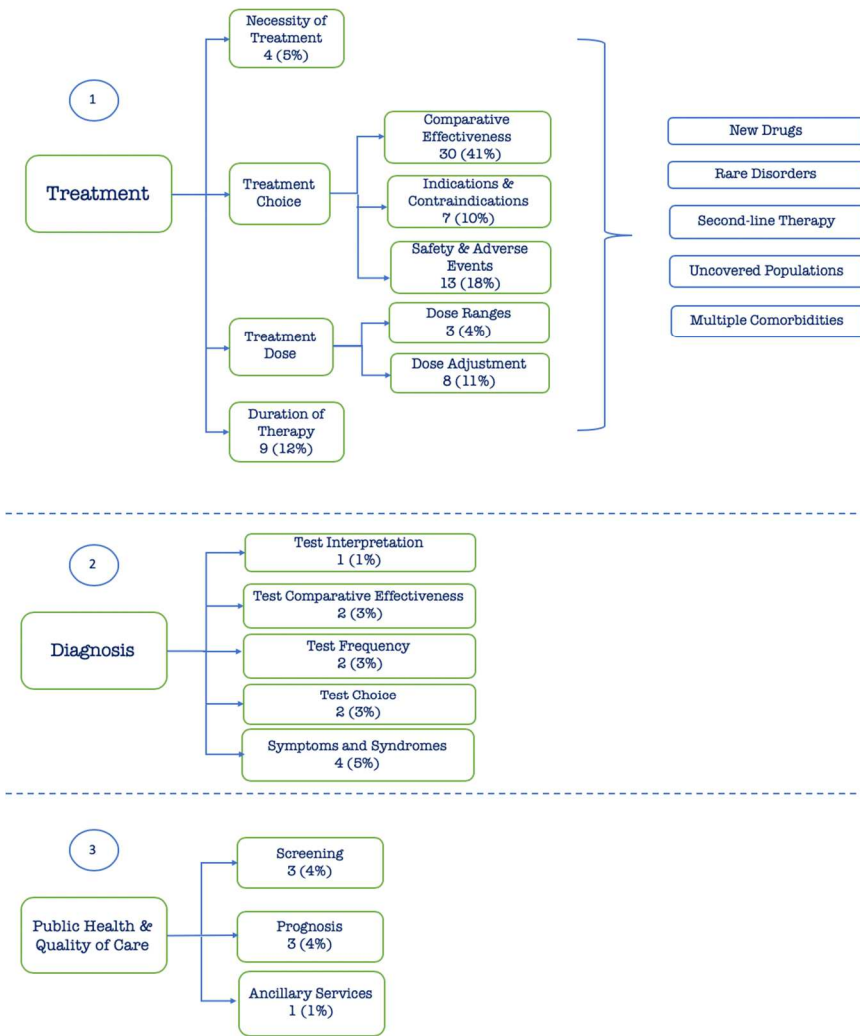 1
Treatment
Necessity of
Treatment
4 (5%)
Treatment
Choice
Comparative
Effectiveness
30 (41%)
Indications &
Contraindications
7 (10%)
Safety & Adverse
Events
13 (18%)
Treatment
Dose
Dose Ranges
3 (4%)
Dose Adjustment
8 (11%)
Duration of
Therapy
9 (12%)
New Drugs
Rare Disorders
Second-line Therapy
Uncovered Populations
Multiple Comorbidities
2
Diagnosis
Test Interpretation
1 (1%)
Test Comparative Effectiveness
2 (3%)
Test Frequency
2 (3%)
Test Choice
2 (3%)
Symptoms and Syndromes
4 (5%)
3
Public Health &
Quality of Care
Screening
3 (4%)
Prognosis
3 (4%)
Ancillary Services
1 (1%)